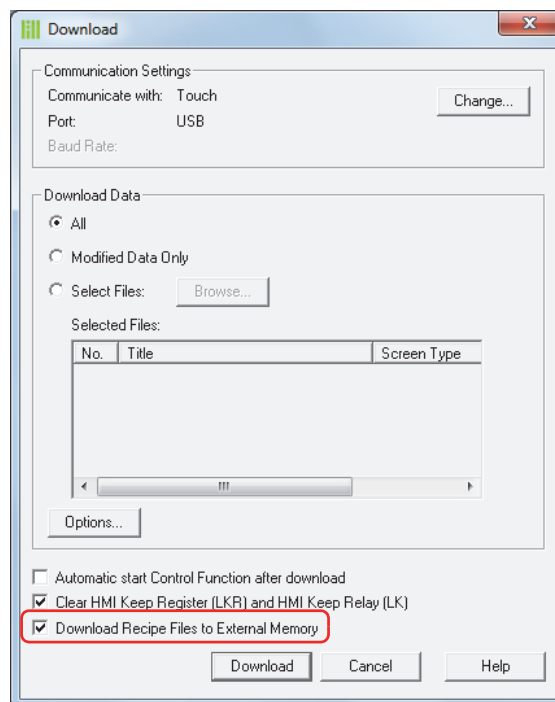 Download
Communication Settings
Communicate with: Touch
Change...
Port: USB
Baud Rate:
Download Data
All
Modified Data Only
Select Files: Browse...
Selected Files:
No. Title Screen Type
Options...
Automatic start Control Function after download
Clear HMI Keep Register (LKR) and HMI Keep Relay (LK)
Download Recipe Files to External Memory
Download Cancel Help